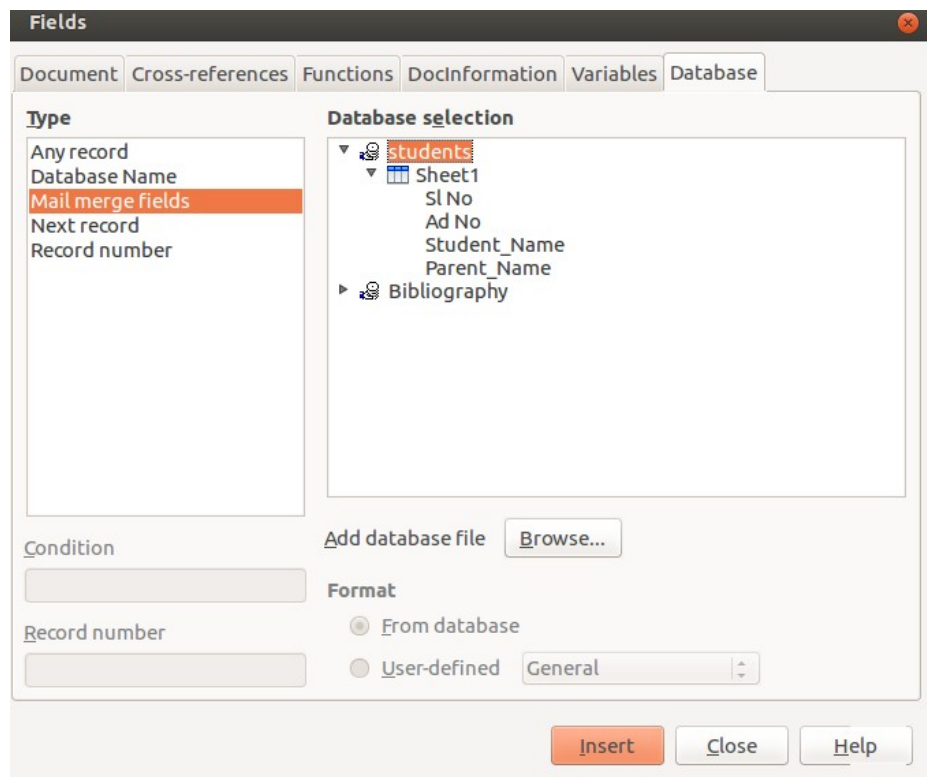 Fields
Document Cross-references Functions DocInformation Variables Database
Type
Any record
Database Name
Mail merge fields
Next record
Record number
Condition
Record number
Database selection
students
Sheet1
Sl No
Ad No
Student_Name
Parent_Name
Bibliography
Add database file Browse...
Format
From database
User-defined General
Insert Close Help